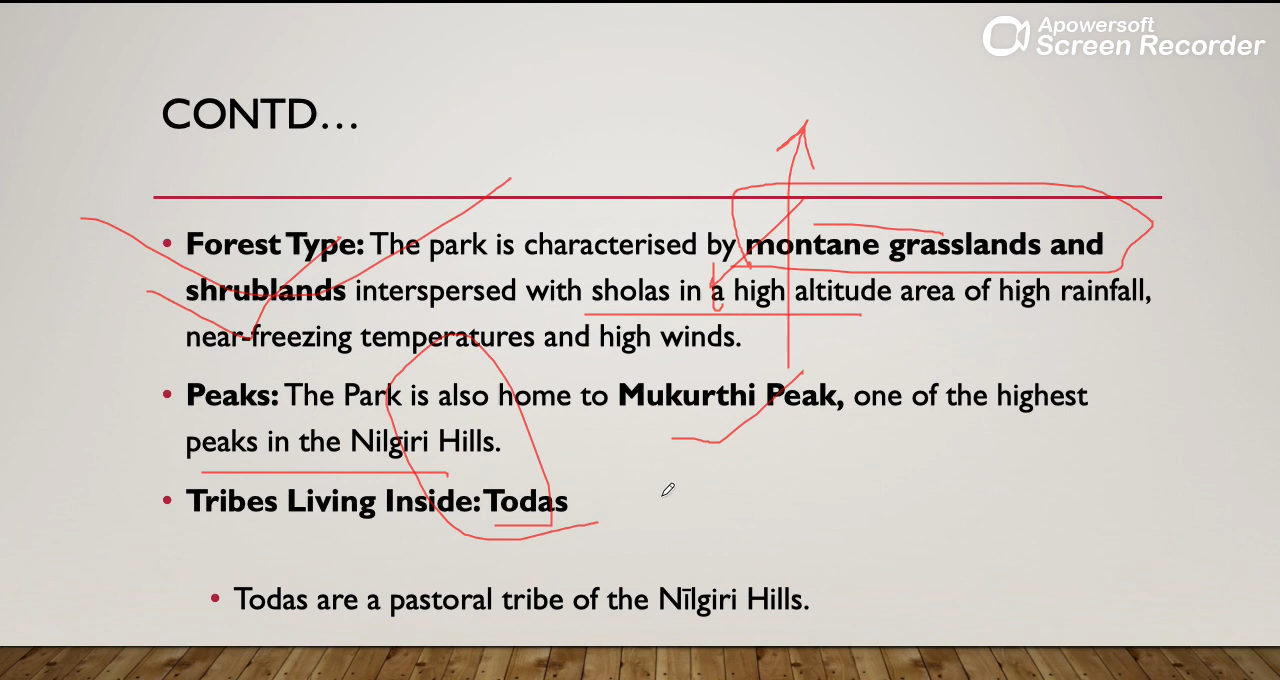 Apowersoft
Screen Recorder
CONTD...
• Forest Type: The park is characterised by montane grasslands and
shrublands interspersed with sholas in a high altitude area of high rainfall,
near-freezing temperatures and high winds.
• Peaks: The Park is also home to Mukurthi Peak, one of the highest
peaks in the Nilgiri Hills.
• Tribes Living Inside: Todas
• Todas are a pastoral tribe of the Nīlgiri Hills.